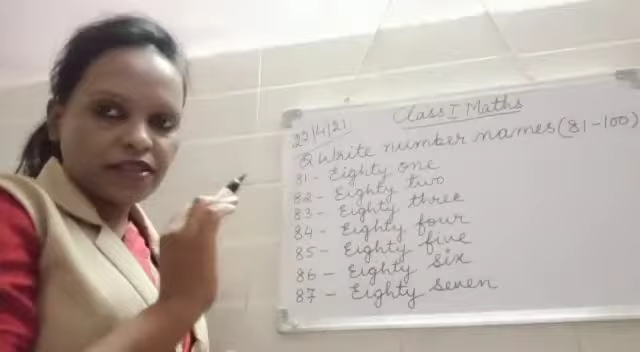 Class I Maths
22/4/21
Q Write number names (81-100)
81 - Eighty one
82 - Eighty two
83 - Eighty three
84 - Eighty four
85 - Eighty five
86 - Eighty six
87 - Eighty seven